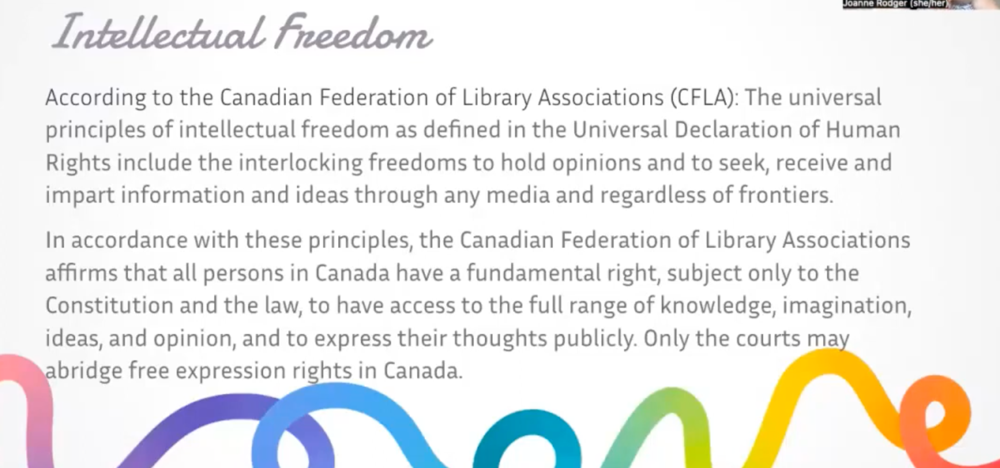 Joanne Rodger (she/her)
Intellectual Freedom
According to the Canadian Federation of Library Associations (CFLA): The universal
principles of intellectual freedom as defined in the Universal Declaration of Human
Rights include the interlocking freedoms to hold opinions and to seek, receive and
impart information and ideas through any media and regardless of frontiers.
In accordance with these principles, the Canadian Federation of Library Associations
affirms that all persons in Canada have a fundamental right, subject only to the
Constitution and the law, to have access to the full range of knowledge, imagination,
ideas, and opinion, and to express their thoughts publicly. Only the courts may
abridge free expression rights in Canada.